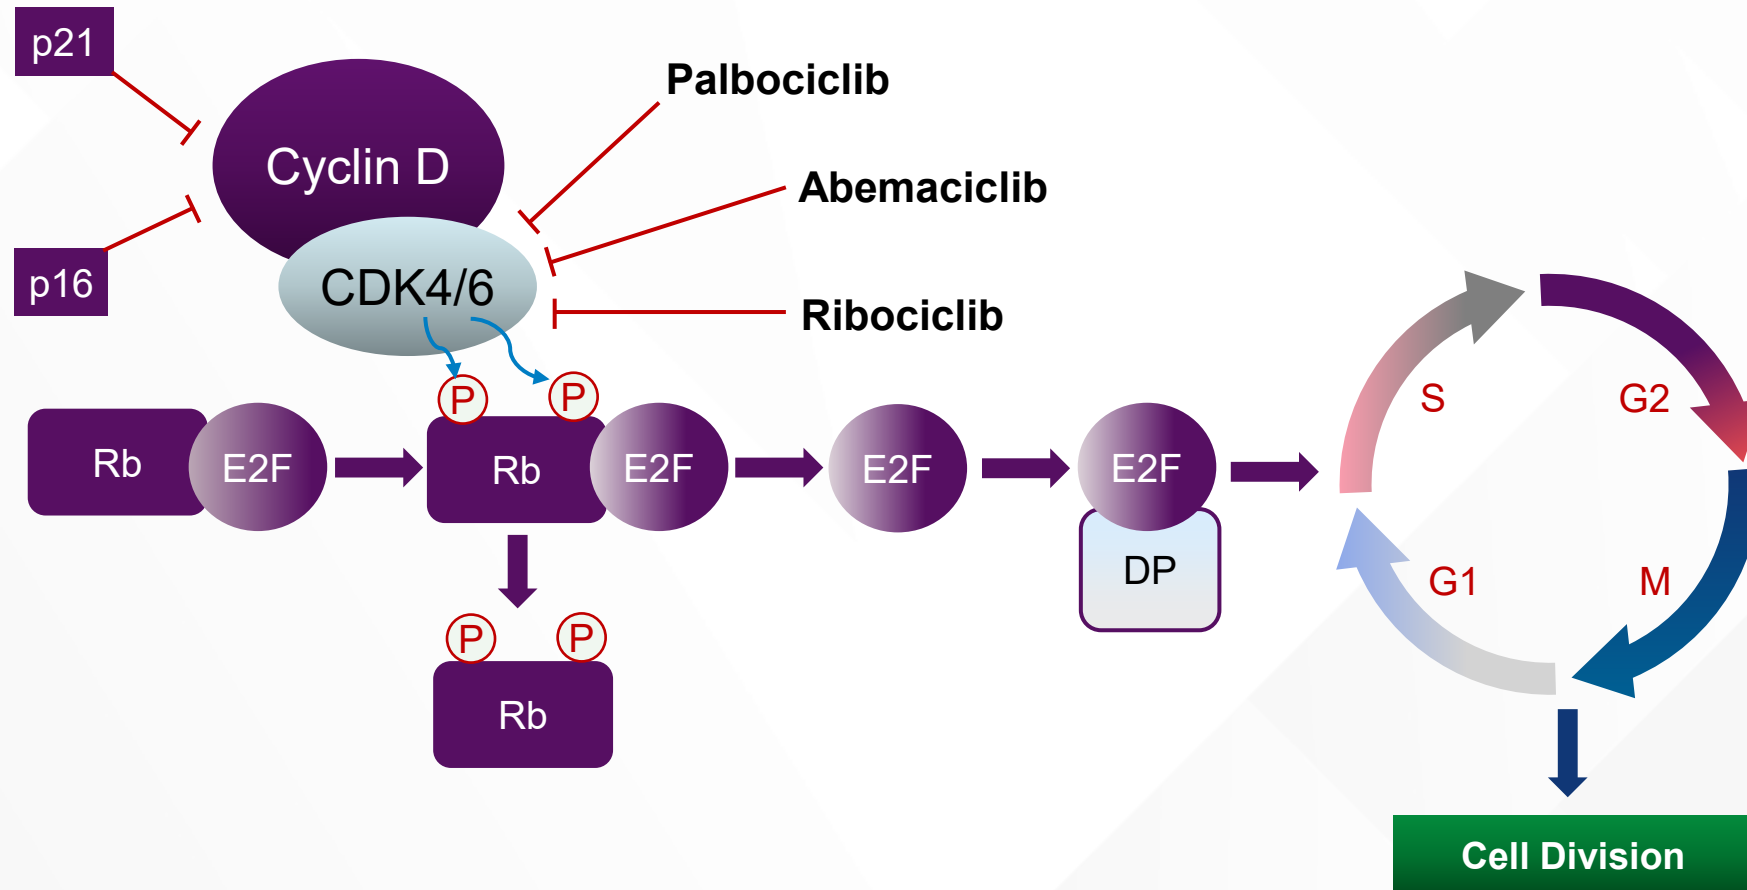 p21
Palbociclib
Cyclin D
Abemaciclib
p16
CDK4/6
Ribociclib
P
P
Rb
E2F
Rb
E2F
E2F
E2F
DP
P
P
Rb
S
G2
G1
M
Cell Division